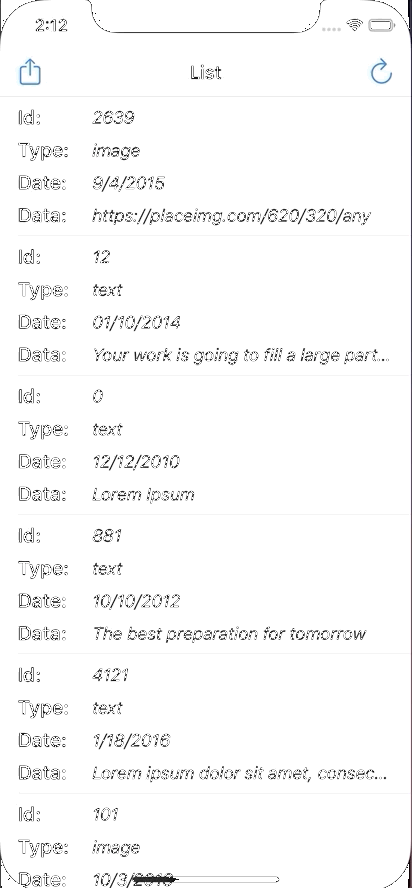 2:12
List
Id: 2639
Type: image
Date: 9/4/2015
Data: https://placeimg.com/620/320/any
Id: 12
Type: text
Date: 01/10/2014
Data: Your work is going to fill a large part...
Id: 0
Type: text
Date: 12/12/2010
Data: Lorem ipsum
Id: 881
Type: text
Date: 10/10/2012
Data: The best preparation for tomorrow
Id: 4121
Type: text
Date: 1/18/2016
Data: Lorem ipsum dolor sit amet, consec...
Id: 101
Type: image
Date: